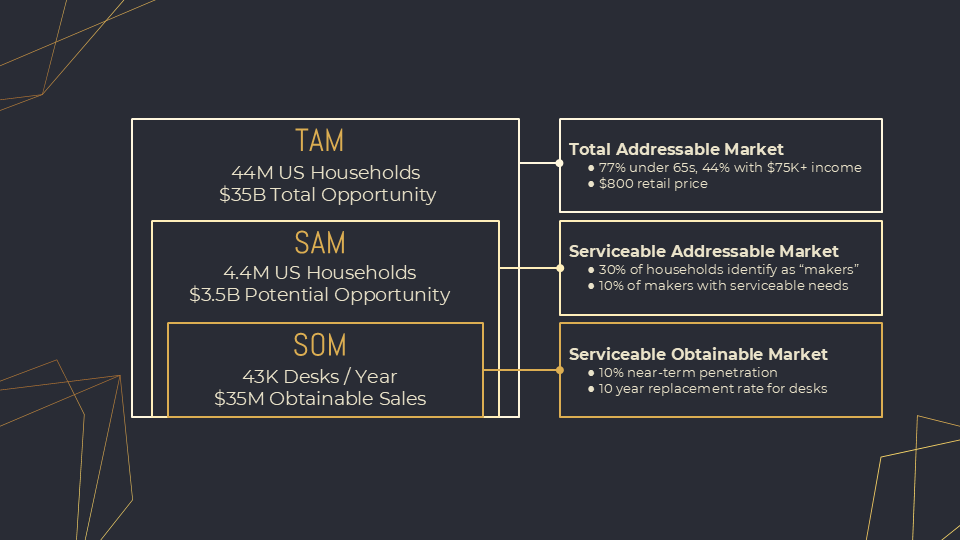 TAM
44M US Households
$35B Total Opportunity
SAM
4.4M US Households
$3.5B Potential Opportunity
SOM
43K Desks / Year
$35M Obtainable Sales
Total Addressable Market
● 77% under 65s, 44% with $75K+ income
● $800 retail price
Serviceable Addressable Market
● 30% of households identify as “makers”
● 10% of makers with serviceable needs
Serviceable Obtainable Market
● 10% near-term penetration
● 10 year replacement rate for desks